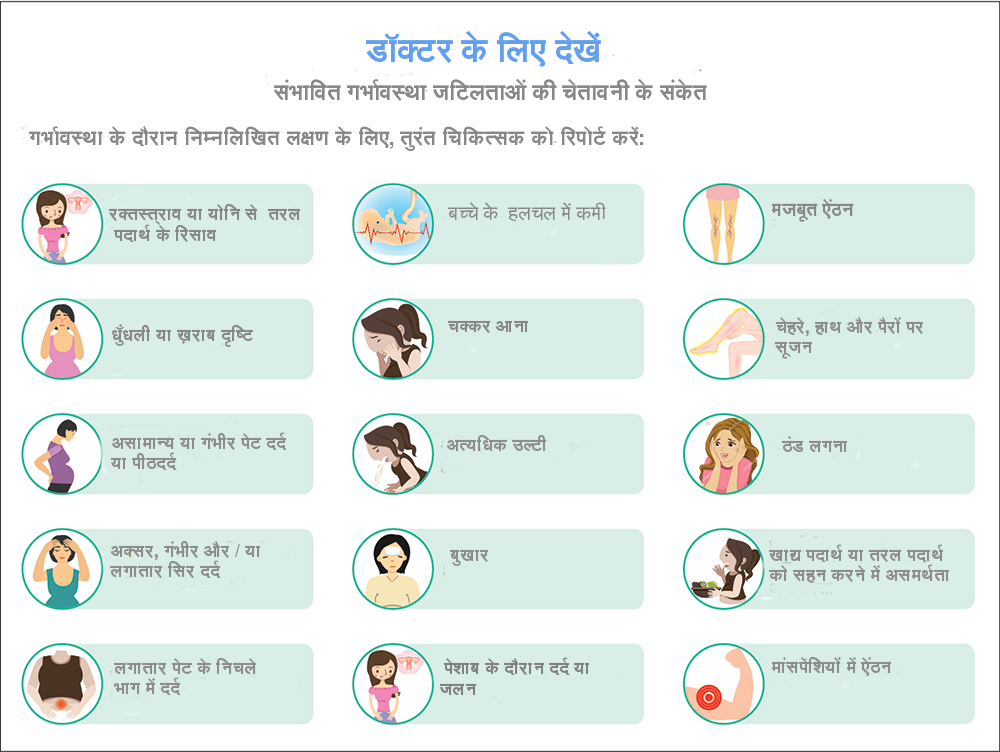 डॉक्टर के लिए देखें
संभावित गर्भावस्था जटिलताओं की चेतावनी के संकेत
गर्भावस्था के दौरान निम्नलिखित लक्षण के लिए, तुरंत चिकित्सक को रिपोर्ट करें:
रक्तस्त्राव या योनि से तरल
पदार्थ के रिसाव
बच्चे के हलचल में कमी
मजबूत ऐंठन
धुँधली या ख़राब दृष्टि
चक्कर आना
चेहरे, हाथ और पैरों पर
सूजन
असामान्य या गंभीर पेट दर्द
या पीठदर्द
अत्यधिक उल्टी
ठंड लगना
अक्सर, गंभीर और / या
लगातार सिर दर्द
बुखार
खाद्य पदार्थ या तरल पदार्थ
को सहन करने में असमर्थता
लगातार पेट के निचले
भाग में दर्द
पेशाब के दौरान दर्द या
जलन
मांसपेशियों में ऐंठन